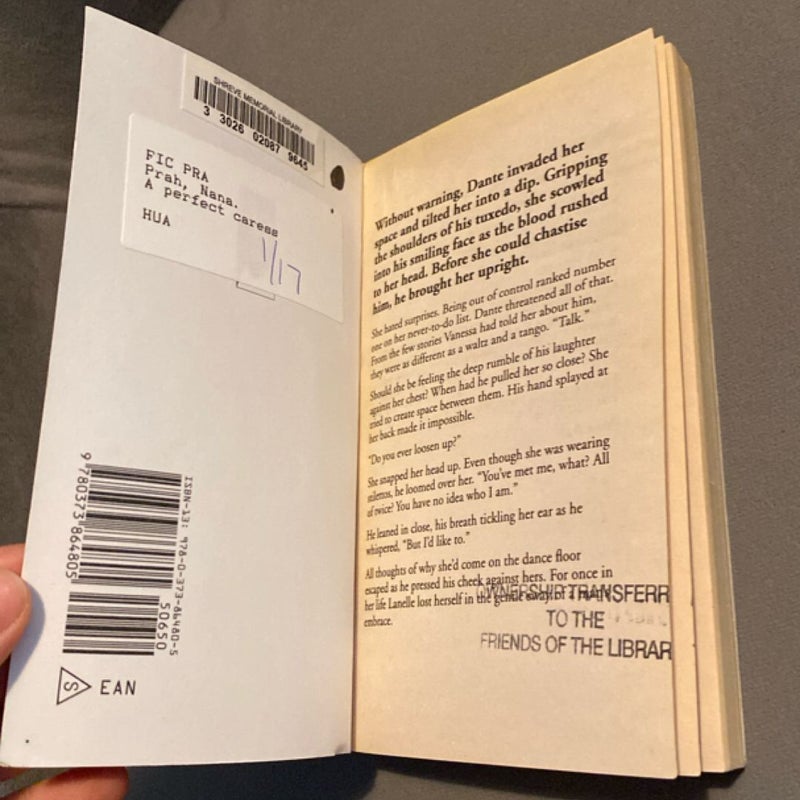 SHREVE MEMORIAL LIBRARY
3 3026 02087 9645
FIC PRA
Prah, Nana.
A perfect caress
HUA
1/17
9 780373 864805
ISBN-13: 978-0-373-86480-5
50650
S EAN
Without warning, Dante invaded her
space and tilted her into a dip. Gripping
the shoulders of his tuxedo, she scowled
into his smiling face as the blood rushed
to her head. Before she could chastise
him, he brought her upright.
She hated surprises. Being out of control ranked number
one on her never-to-do list. Dante threatened all of that.
From the few stories Vanessa had told her about him,
they were as different as a waltz and a tango. “Talk.”
Should she be feeling the deep rumble of his laughter
against her chest? When had he pulled her so close? She
tried to create space between them. His hand splayed at
her back made it impossible.
“Do you ever loosen up?”
She snapped her head up. Even though she was wearing
stilettos, he loomed over her. “You’ve met me, what? All
of twice? You have no idea who I am.”
He leaned in close, his breath tickling her ear as he
whispered, “But I’d like to.”
All thoughts of why she’d come on the dance floor
escaped as he pressed his cheek against hers. For once in
her life Lanelle lost herself in the gentle sway of a
embrace.
OWNERSHIP TRANSFERR
TO THE
FRIENDS OF THE LIBRAR